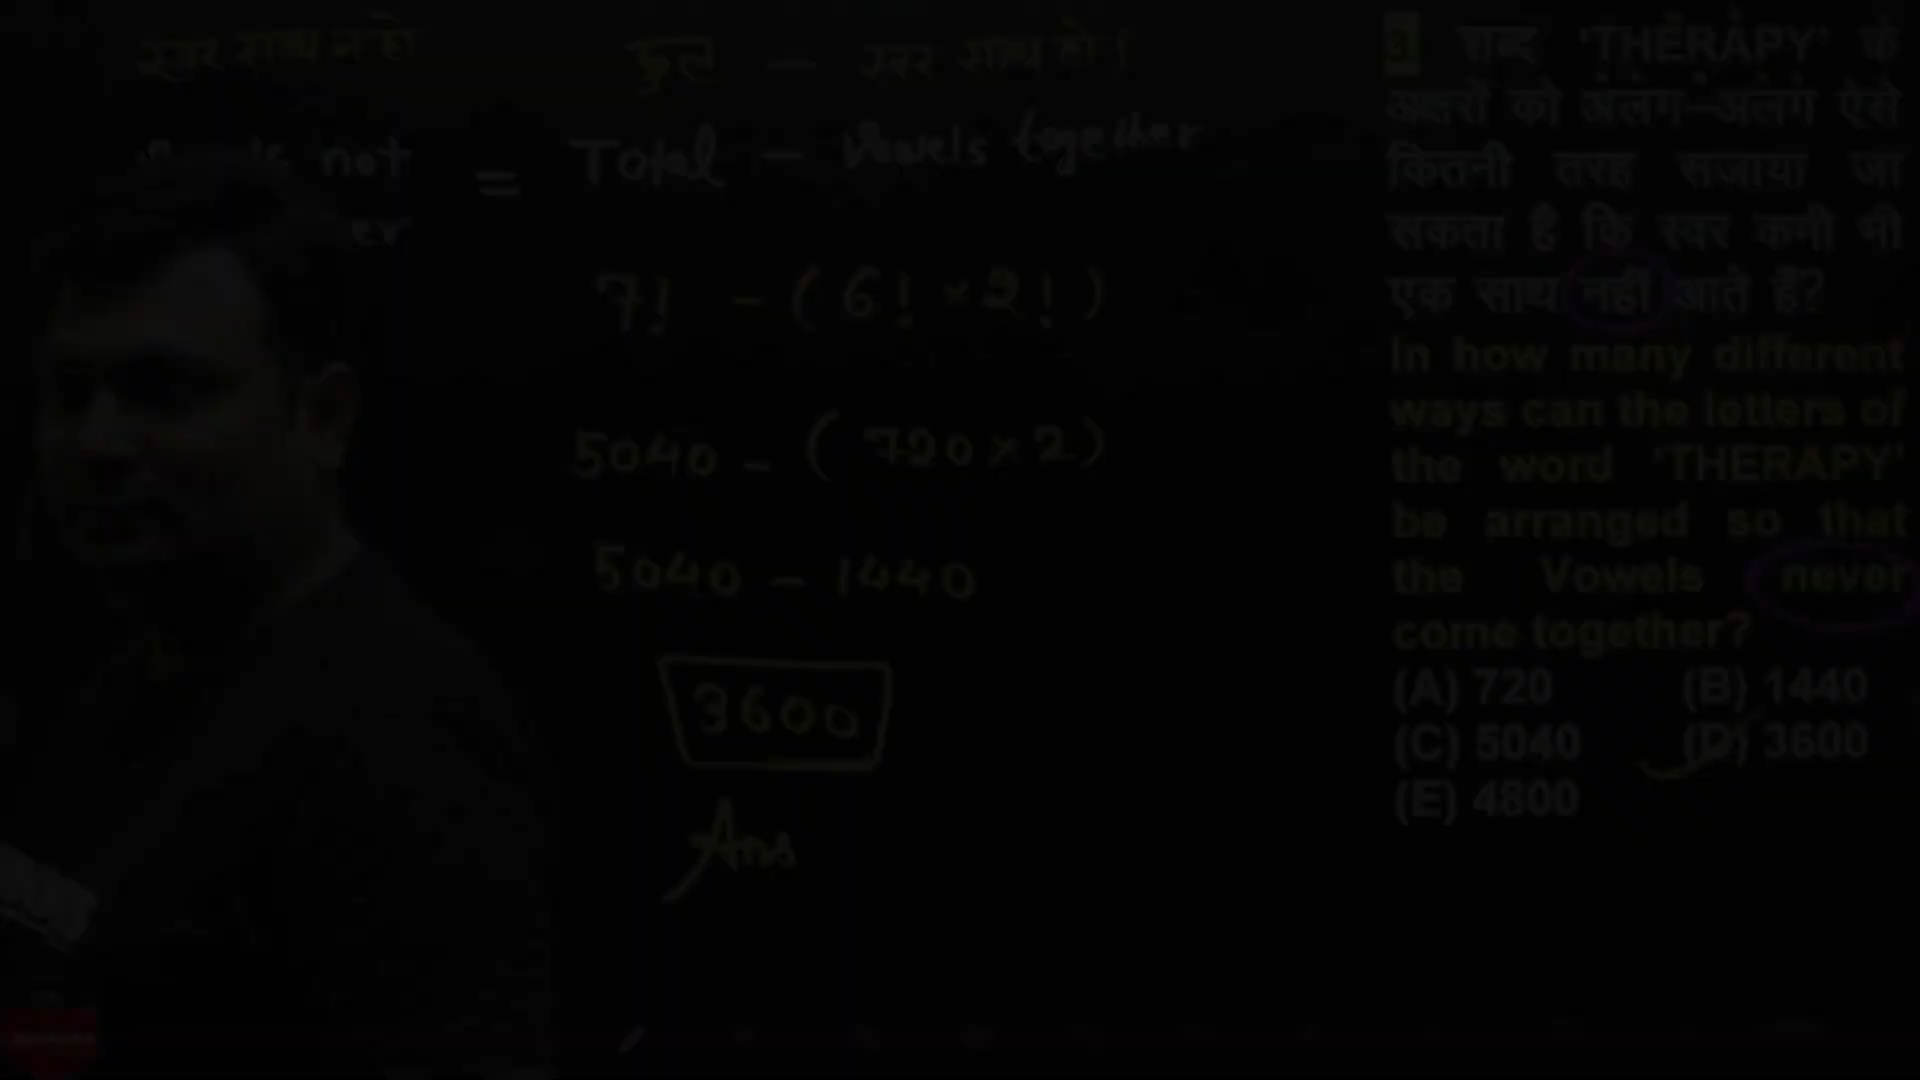 स्वर साथ न हो
कुल — स्वर साथ हो।
not = Total — Vowels together
er
7! — ( 6! × 2! )
5040 — ( 720 × 2 )
5040 — 1440
3600
Ans
3 शब्द 'THERAPY' के
अक्षरों को अलग–अलग ऐसे
कितनी तरह सजाया जा
सकता है कि स्वर कभी भी
एक साथ नहीं आते हैं?
In how many different
ways can the letters of
the word 'THERAPY'
be arranged so that
the Vowels never
come together?
(A) 720 (B) 1440
(C) 5040 (D) 3600
(E) 4800